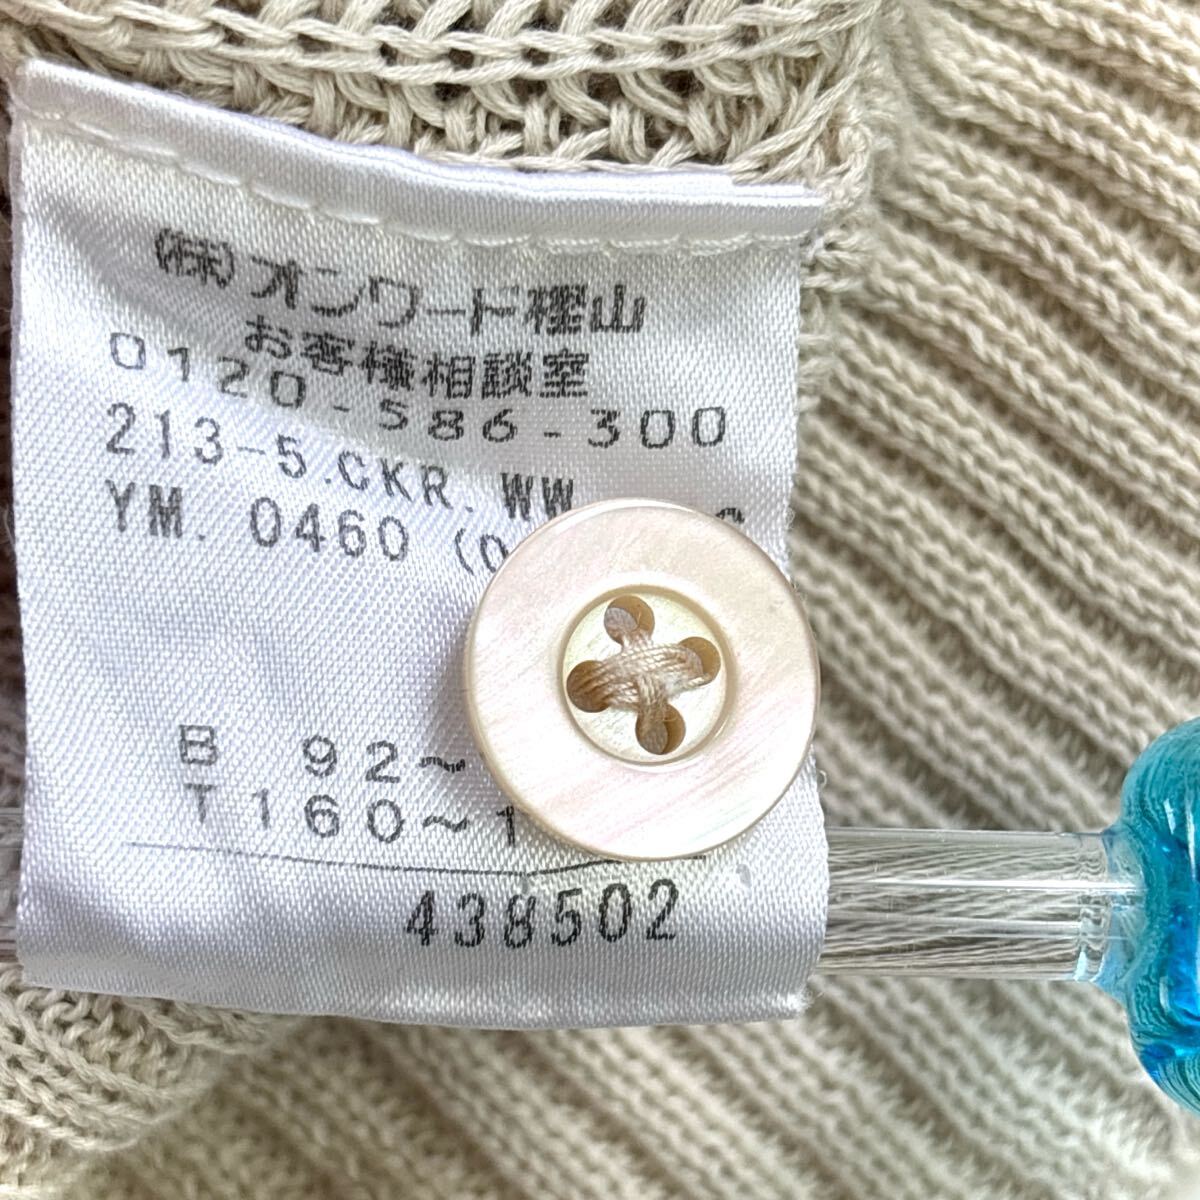 (株)オンワード樫山
お客様相談室
0120-586-300
213-5.CKR.WW
YM. 0460 (0
B 92~
T160~1
438502